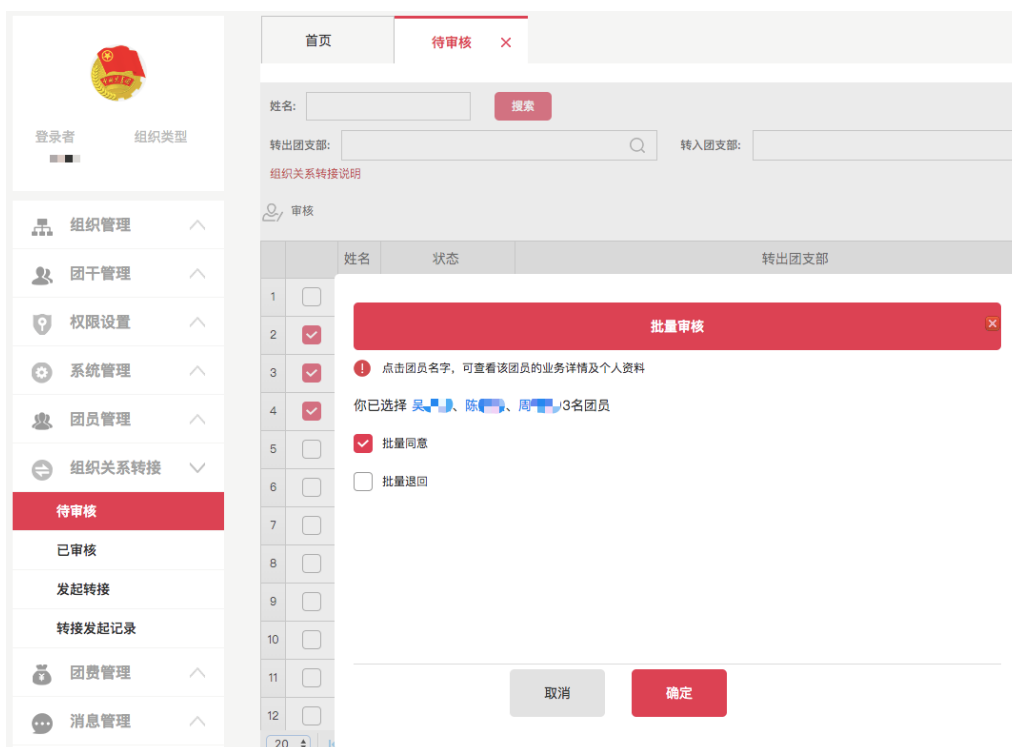 首页
待审核
登录者 组织类型
姓名:
搜索
转出团支部:
转入团支部:
组织关系转接说明
审核
姓名 状态 转出团支部
组织管理
团干管理
权限设置
系统管理
团员管理
组织关系转接
待审核
已审核
发起转接
转接发起记录
团费管理
消息管理
1
2
3
4
5
6
7
8
9
10
11
12
20
批量审核
点击团员名字，可查看该团员的业务详情及个人资料
你已选择 吴、陈、周3名团员
批量同意
批量退回
取消
确定